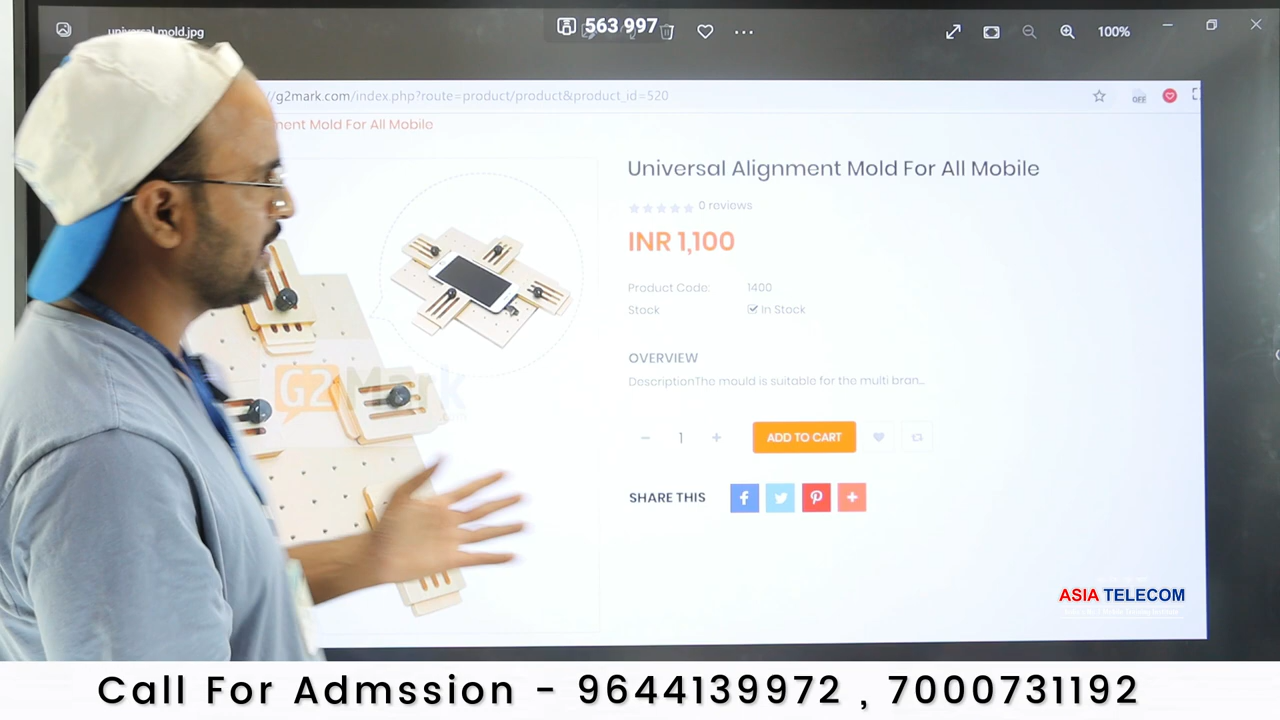 universal mold.jpg
563 997
100%
//g2mark.com/index.php?route=product/product&product_id=520
OFF
ment Mold For All Mobile
Universal Alignment Mold For All Mobile
0 reviews
INR 1,100
Product Code: 1400
Stock In Stock
OVERVIEW
DescriptionThe mould is suitable for the multi bran...
G2Mark
- 1 +
ADD TO CART
SHARE THIS
ASIA TELECOM
Call For Admssion - 9644139972 , 7000731192